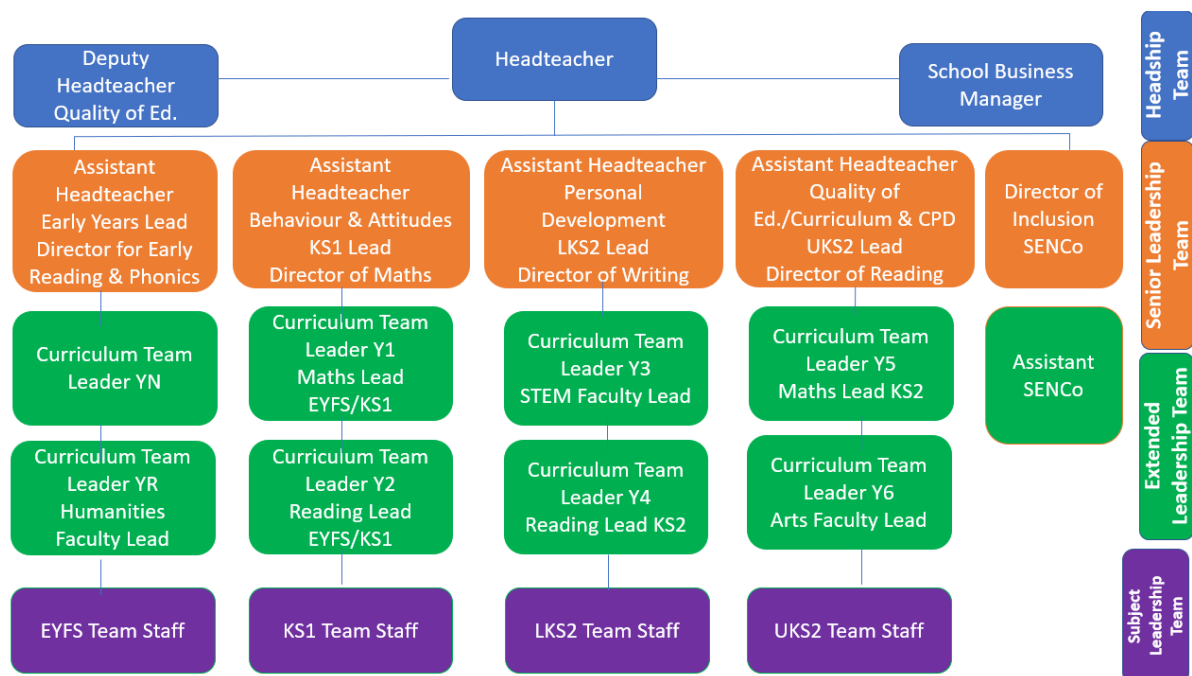 Deputy
Headteacher
Quality of Ed.
Headteacher
School Business
Manager
Headship
Team
Assistant
Headteacher
Early Years Lead
Director for Early
Reading & Phonics
Assistant
Headteacher
Behaviour & Attitudes
KS1 Lead
Director of Maths
Assistant Headteacher
Personal
Development
LKS2 Lead
Director of Writing
Assistant Headteacher
Quality of
Ed./Curriculum & CPD
UKS2 Lead
Director of Reading
Director of
Inclusion
SENCo
Senior Leadership
Team
Curriculum Team
Leader YN
Curriculum Team
Leader Y1
Maths Lead
EYFS/KS1
Curriculum Team
Leader Y3
STEM Faculty Lead
Curriculum Team
Leader Y5
Maths Lead KS2
Assistant
SENCo
Extended
Leadership Team
Curriculum Team
Leader YR
Humanities
Faculty Lead
Curriculum Team
Leader Y2
Reading Lead
EYFS/KS1
Curriculum Team
Leader Y4
Reading Lead KS2
Curriculum Team
Leader Y6
Arts Faculty Lead
EYFS Team Staff
KS1 Team Staff
LKS2 Team Staff
UKS2 Team Staff
Subject
Leadership
Team